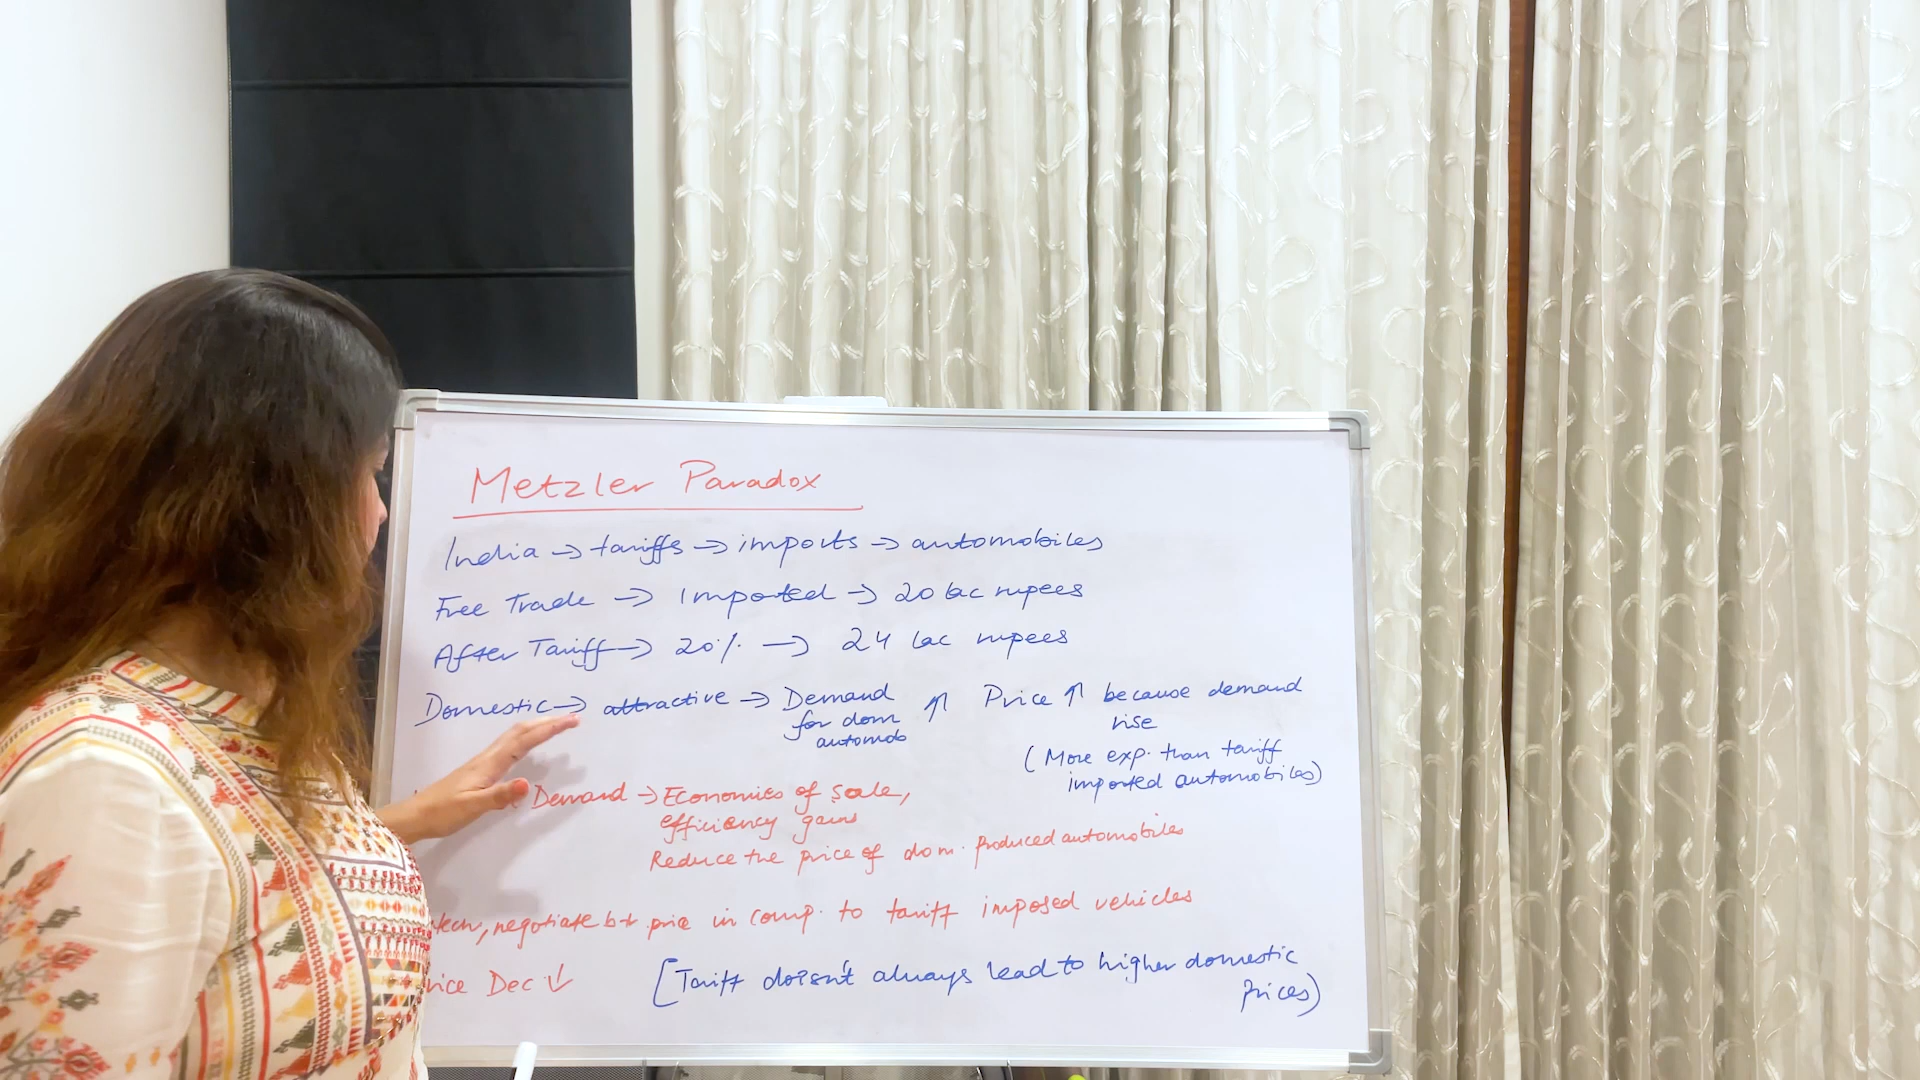 Metzler Paradox
India → tariffs → imports → automobiles
Free Trade → Imported → 20 lac rupees
After Tariff → 20% → 24 lac rupees
Domestic → attractive → Demand for dom automob ↑ Price ↑ because demand rise
(More exp. than tariff imported automobiles)
Demand → Economies of scale,
efficiency gains
Reduce the price of dom. produced automobiles
tech, negotiate btr price in comp. to tariff imposed vehicles
Dec ↓
[Tariff doesn't always lead to higher domestic prices)